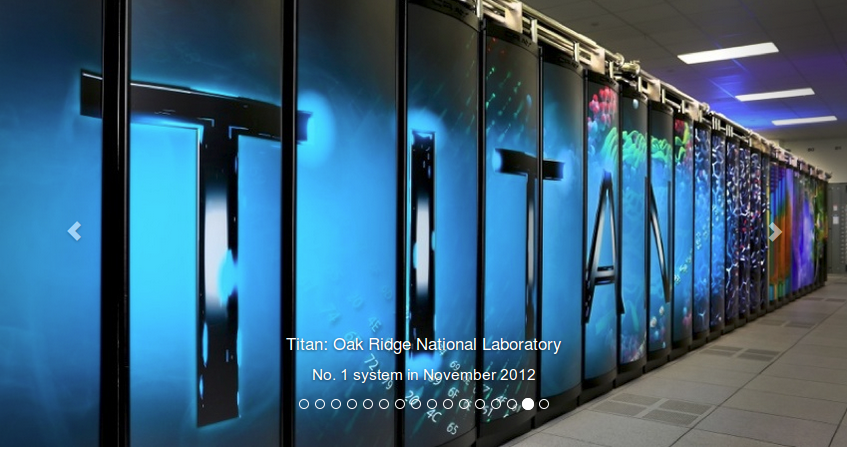 TITAN
Titan: Oak Ridge National Laboratory
No. 1 system in November 2012